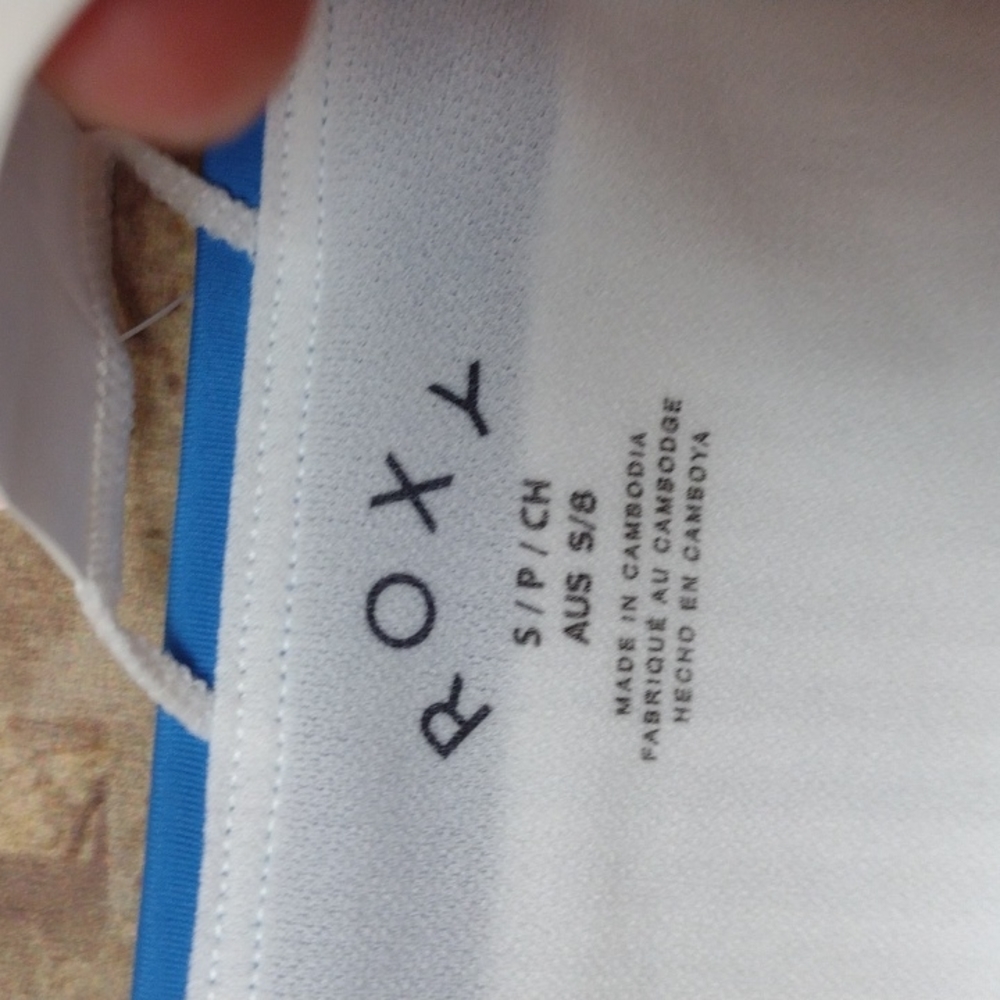 ROXY
S / P / CH
AUS S/8
MADE IN CAMBODIA
FABRIQUÉ AU CAMBODGE
HECHO EN CAMBOYA